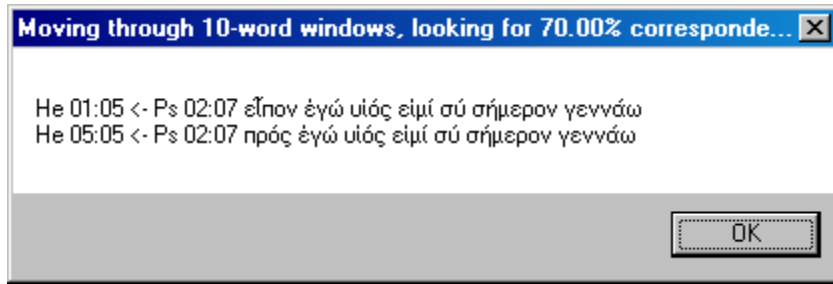 Moving through 10-word windows, looking for 70.00% corresponde...
He 01:05 <- Ps 02:07 εἶπον ἐγώ υἱός εἰμί σύ σήμερον γεννάω
He 05:05 <- Ps 02:07 πρός ἐγώ υἱός εἰμί σύ σήμερον γεννάω
OK